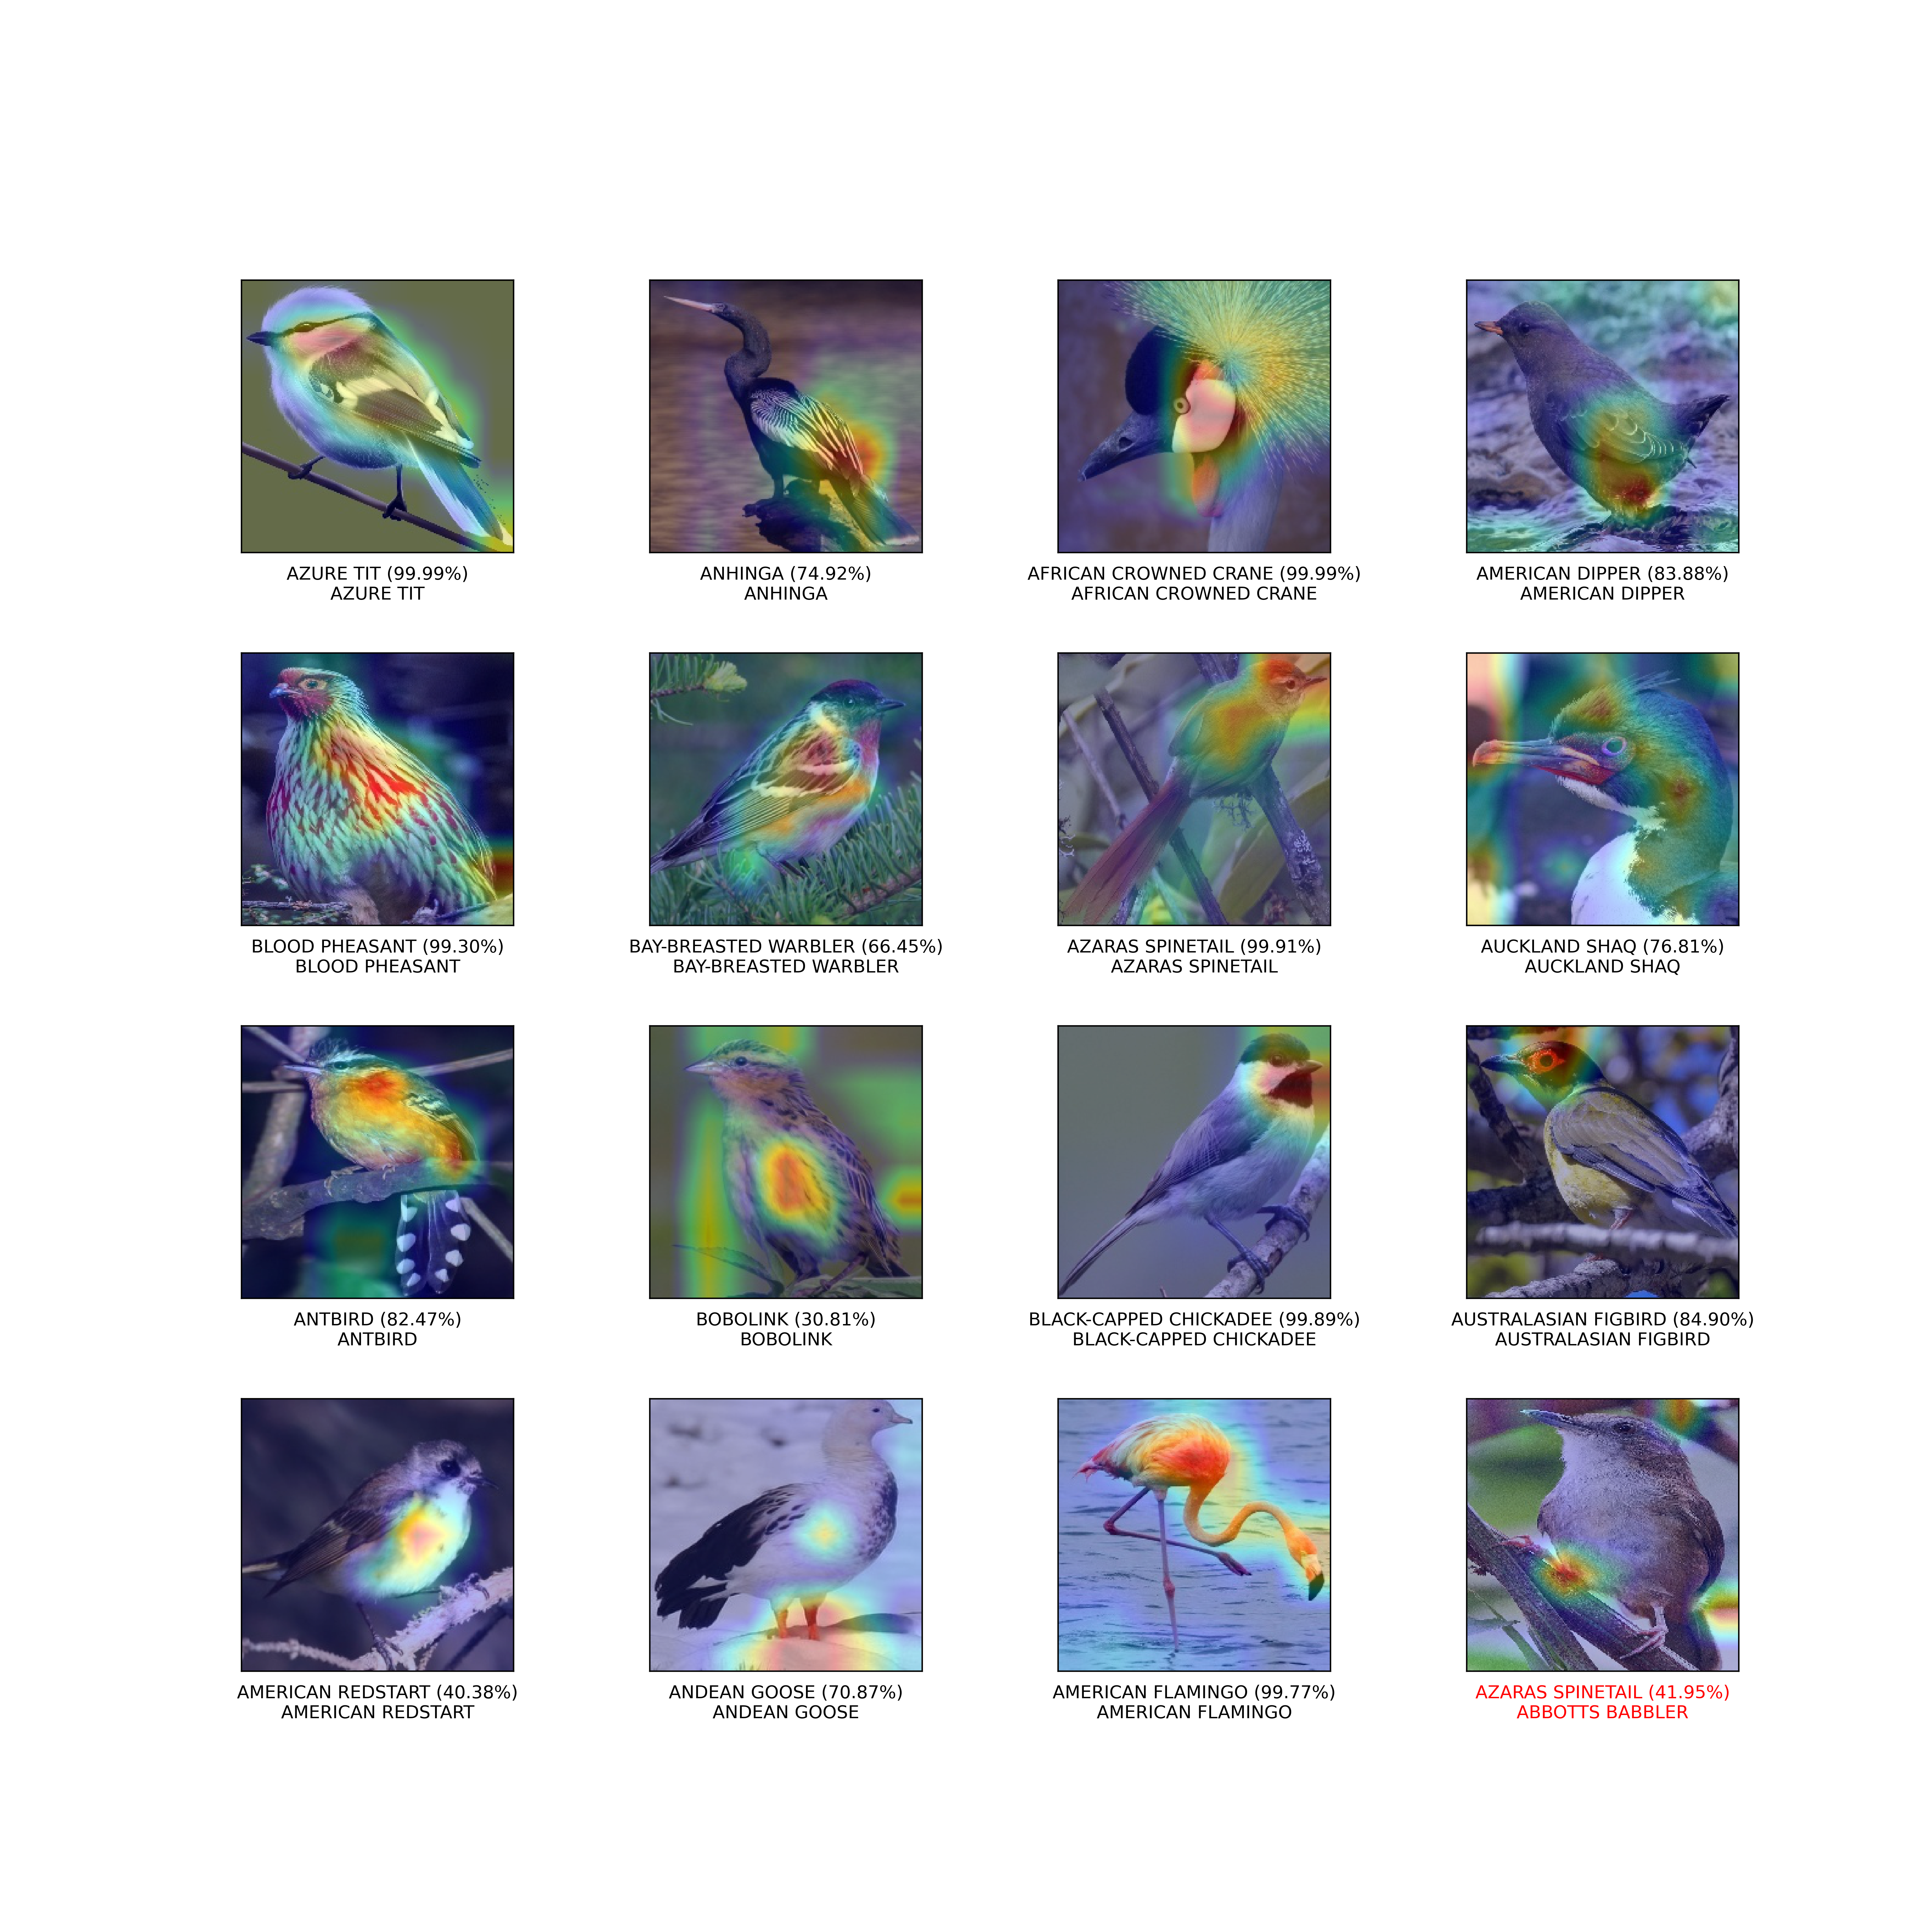 AZURE TIT (99.99%)
AZURE TIT
ANHINGA (74.92%)
ANHINGA
AFRICAN CROWNED CRANE (99.99%)
AFRICAN CROWNED CRANE
AMERICAN DIPPER (83.88%)
AMERICAN DIPPER
BLOOD PHEASANT (99.30%)
BLOOD PHEASANT
BAY-BREASTED WARBLER (66.45%)
BAY-BREASTED WARBLER
AZARAS SPINETAIL (99.91%)
AZARAS SPINETAIL
AUCKLAND SHAQ (76.81%)
AUCKLAND SHAQ
ANTBIRD (82.47%)
ANTBIRD
BOBOLINK (30.81%)
BOBOLINK
BLACK-CAPPED CHICKADEE (99.89%)
BLACK-CAPPED CHICKADEE
AUSTRALASIAN FIGBIRD (84.90%)
AUSTRALASIAN FIGBIRD
AMERICAN REDSTART (40.38%)
AMERICAN REDSTART
ANDEAN GOOSE (70.87%)
ANDEAN GOOSE
AMERICAN FLAMINGO (99.77%)
AMERICAN FLAMINGO
AZARAS SPINETAIL (41.95%)
ABBOTTS BABBLER